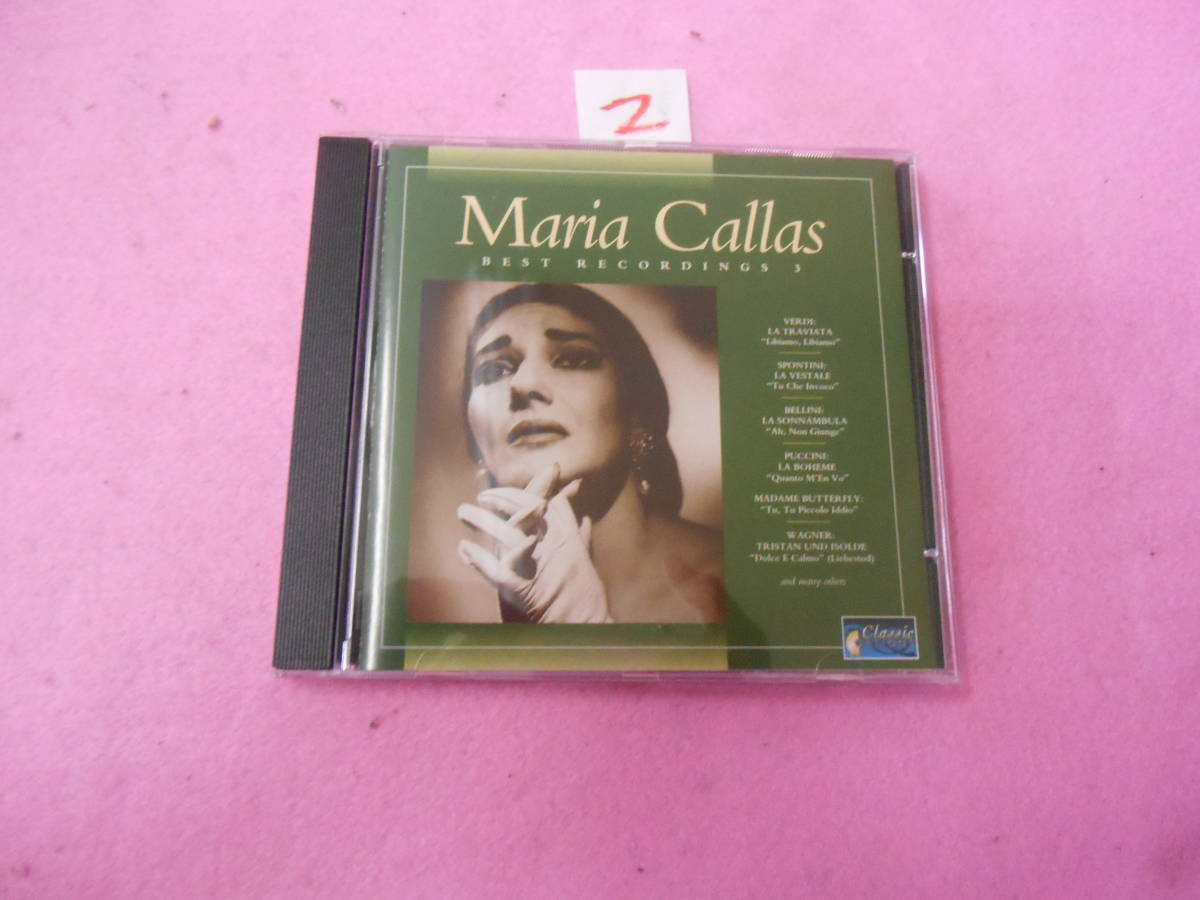 2
Maria Callas
BEST RECORDINGS 3
VERDI:
LA TRAVIATA
"Libiamo, Libiamo"
SPONTINI:
LA VESTALE
"Tu Che Invoco"
BELLINI:
LA SONNAMBULA
"Ah, Non Giunge"
PUCCINI:
LA BOHEME
"Quanto M'En Vo"
MADAME BUTTERFLY:
"Tu, Tu Piccolo Iddio"
WAGNER:
TRISTAN UND ISOLDE
"Dolce E Calmo" (Liebestod)
and many others
Classic